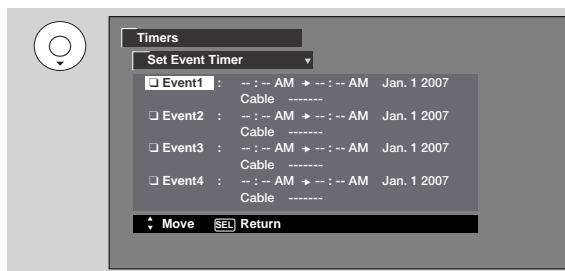 Timers
Set Event Timer ▼
❏ Event1 : -- : -- AM ➔ -- : -- AM Jan. 1 2007
Cable -------
❏ Event2 : -- : -- AM ➔ -- : -- AM Jan. 1 2007
Cable -------
❏ Event3 : -- : -- AM ➔ -- : -- AM Jan. 1 2007
Cable -------
❏ Event4 : -- : -- AM ➔ -- : -- AM Jan. 1 2007
Cable -------
Move SEL Return